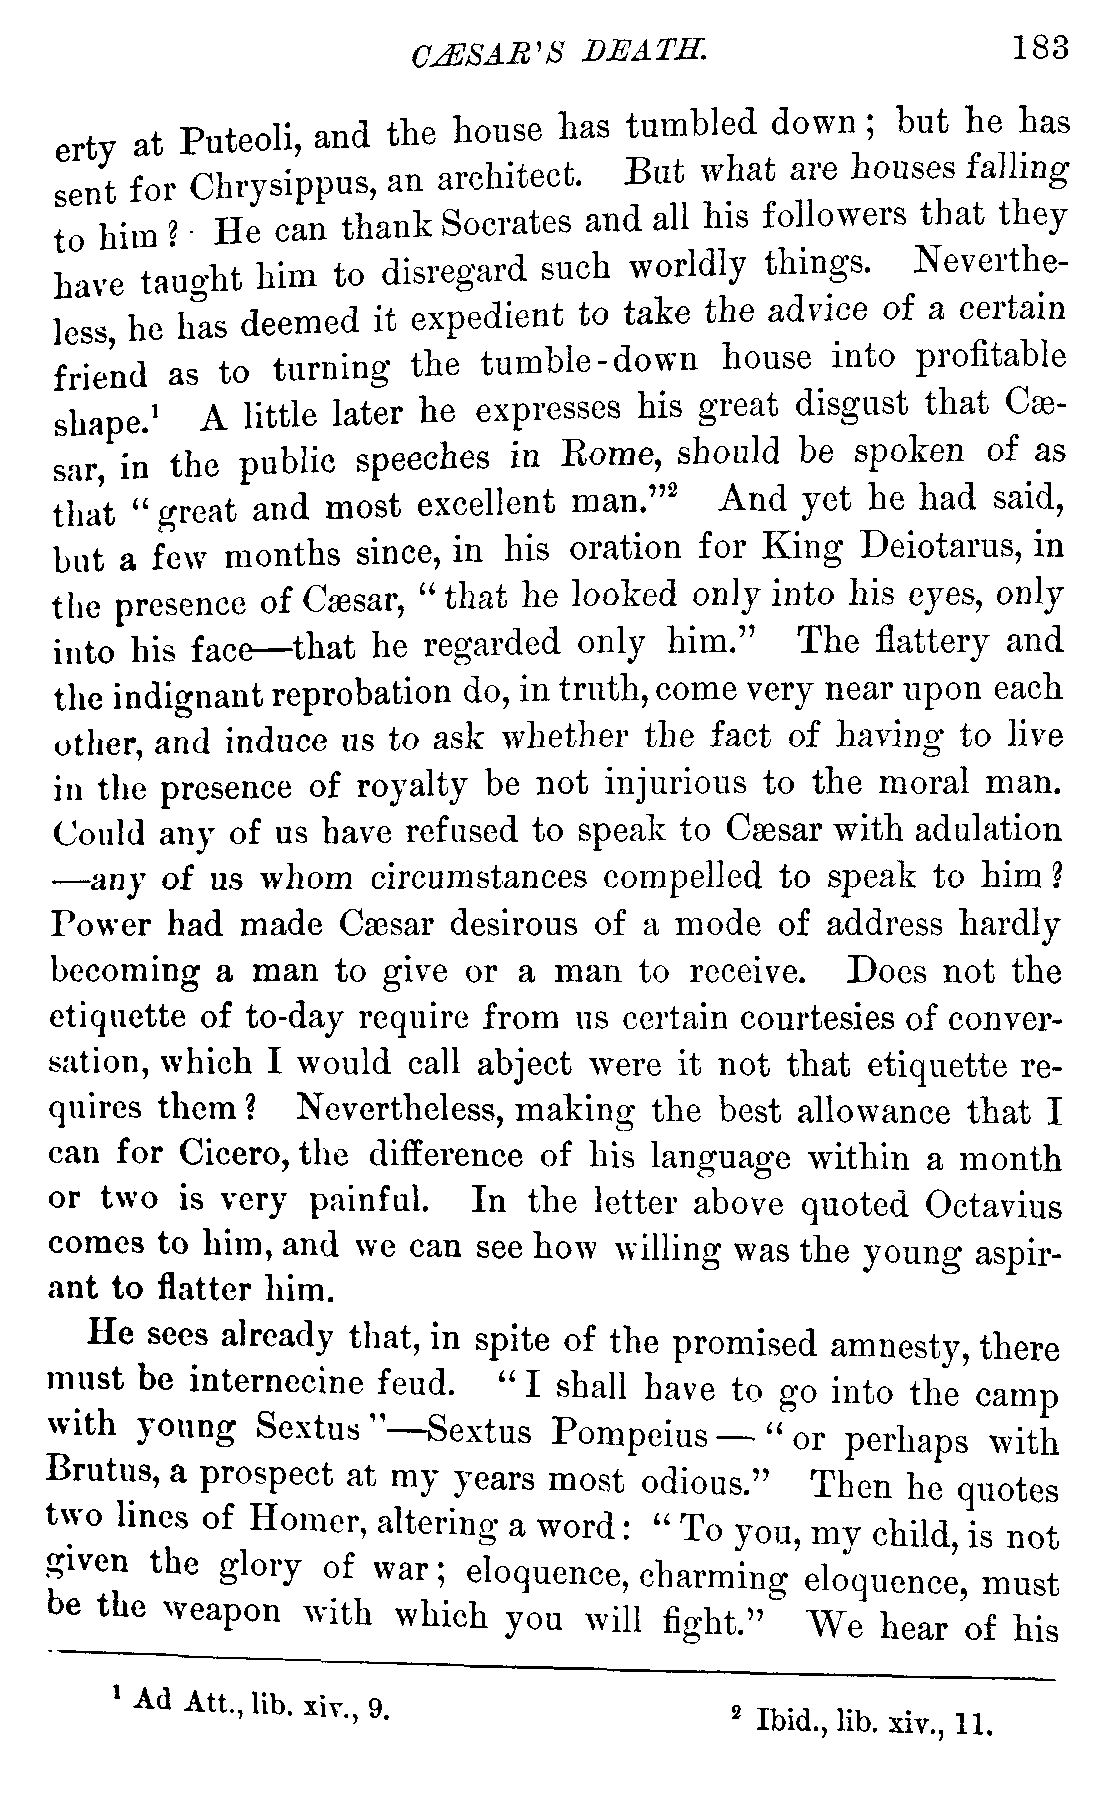 CÆSAR'S DEATH. 183
erty at Puteoli, and the house has tumbled down; but he has
sent for Chrysippus, an architect. But what are houses falling
to him? He can thank Socrates and all his followers that they
have taught him to disregard such worldly things. Neverthe-
less, he has deemed it expedient to take the advice of a certain
friend as to turning the tumble-down house into profitable
shape.¹ A little later he expresses his great disgust that Cæ-
sar, in the public speeches in Rome, should be spoken of as
that "great and most excellent man."² And yet he had said,
but a few months since, in his oration for King Deiotarus, in
the presence of Cæsar, "that he looked only into his eyes, only
into his face—that he regarded only him." The flattery and
the indignant reprobation do, in truth, come very near upon each
other, and induce us to ask whether the fact of having to live
in the presence of royalty be not injurious to the moral man.
Could any of us have refused to speak to Cæsar with adulation
—any of us whom circumstances compelled to speak to him?
Power had made Cæsar desirous of a mode of address hardly
becoming a man to give or a man to receive. Does not the
etiquette of to-day require from us certain courtesies of conver-
sation, which I would call abject were it not that etiquette re-
quires them? Nevertheless, making the best allowance that I
can for Cicero, the difference of his language within a month
or two is very painful. In the letter above quoted Octavius
comes to him, and we can see how willing was the young aspir-
ant to flatter him.
He sees already that, in spite of the promised amnesty, there
must be internecine feud. "I shall have to go into the camp
with young Sextus"—Sextus Pompeius—"or perhaps with
Brutus, a prospect at my years most odious." Then he quotes
two lines of Homer, altering a word: "To you, my child, is not
given the glory of war; eloquence, charming eloquence, must
be the weapon with which you will fight." We hear of his
¹ Ad Att., lib. xiv., 9. ² Ibid., lib. xiv., 11.